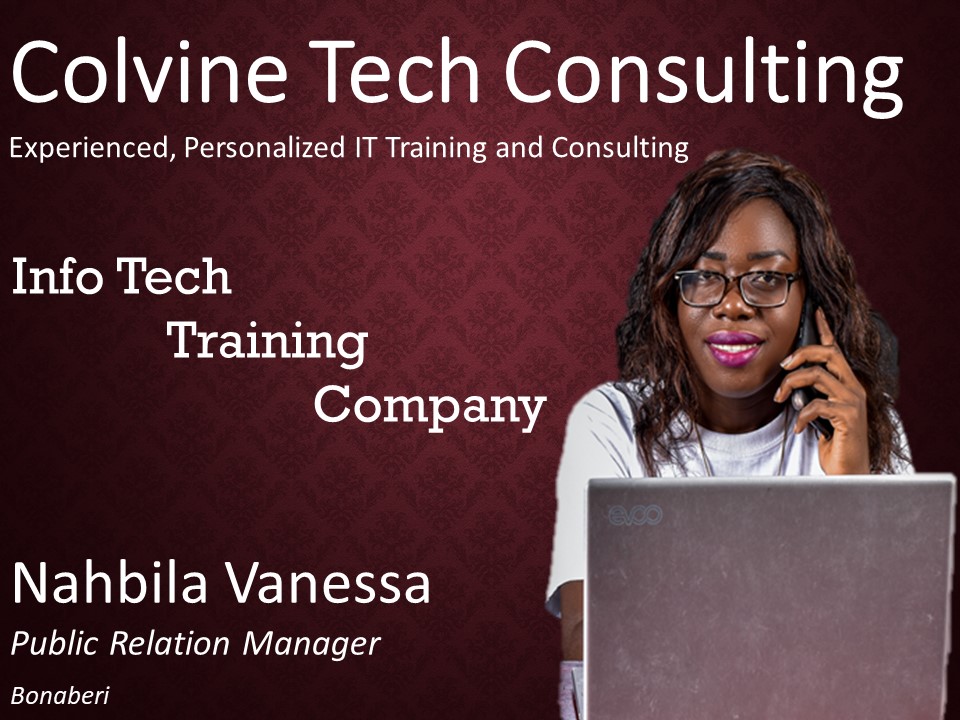 Colvine Tech Consulting
Experienced, Personalized IT Training and Consulting
Info Tech
Training
Company
evoo
Nahbila Vanessa
Public Relation Manager
Bonaberi